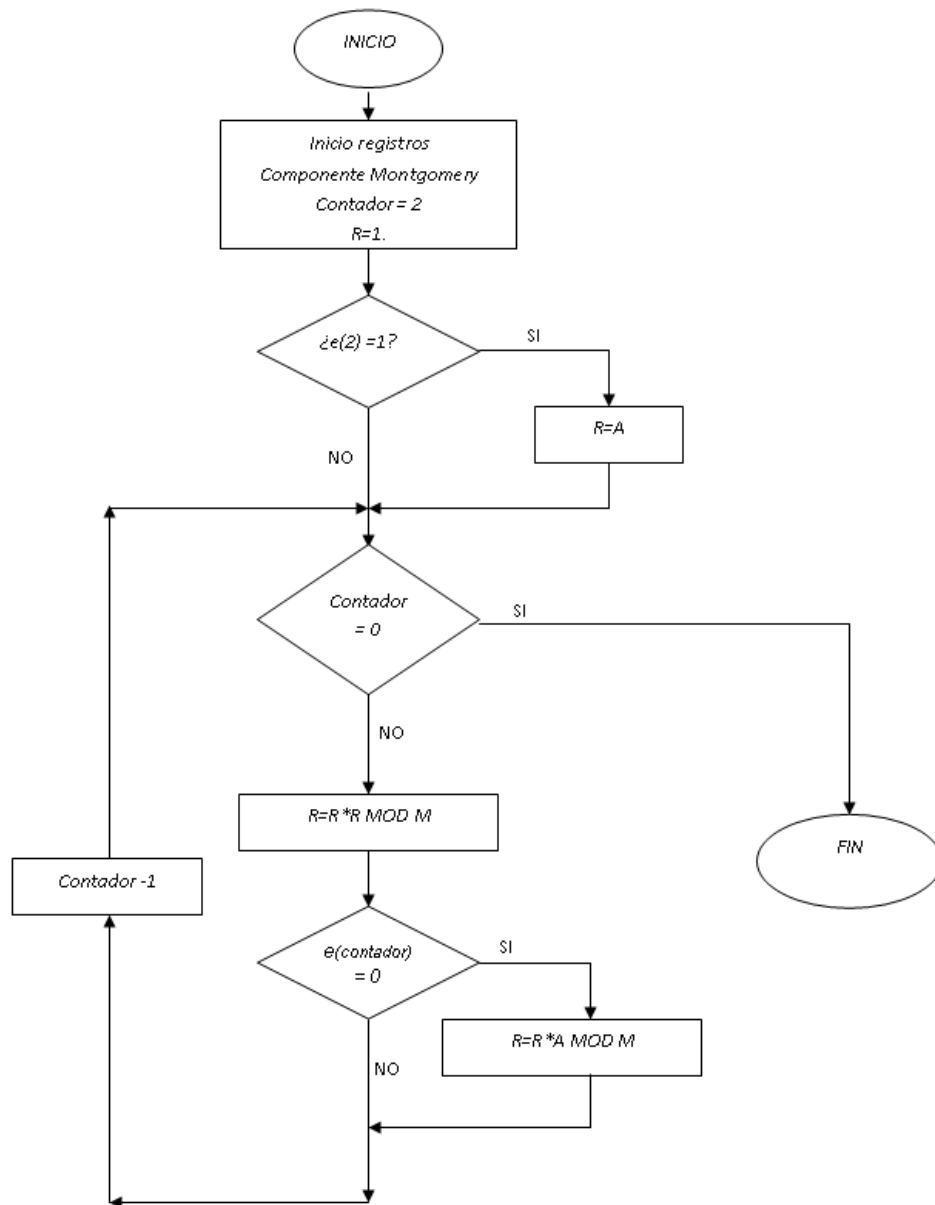 INICIO
Inicio registros
Componente Montgomery
Contador = 2
R=1.
¿e(2) =1?
SI
R=A
NO
Contador
= 0
SI
NO
R=R*R MOD M
FIN
Contador -1
e(contador)
= 0
SI
R=R*A MOD M
NO